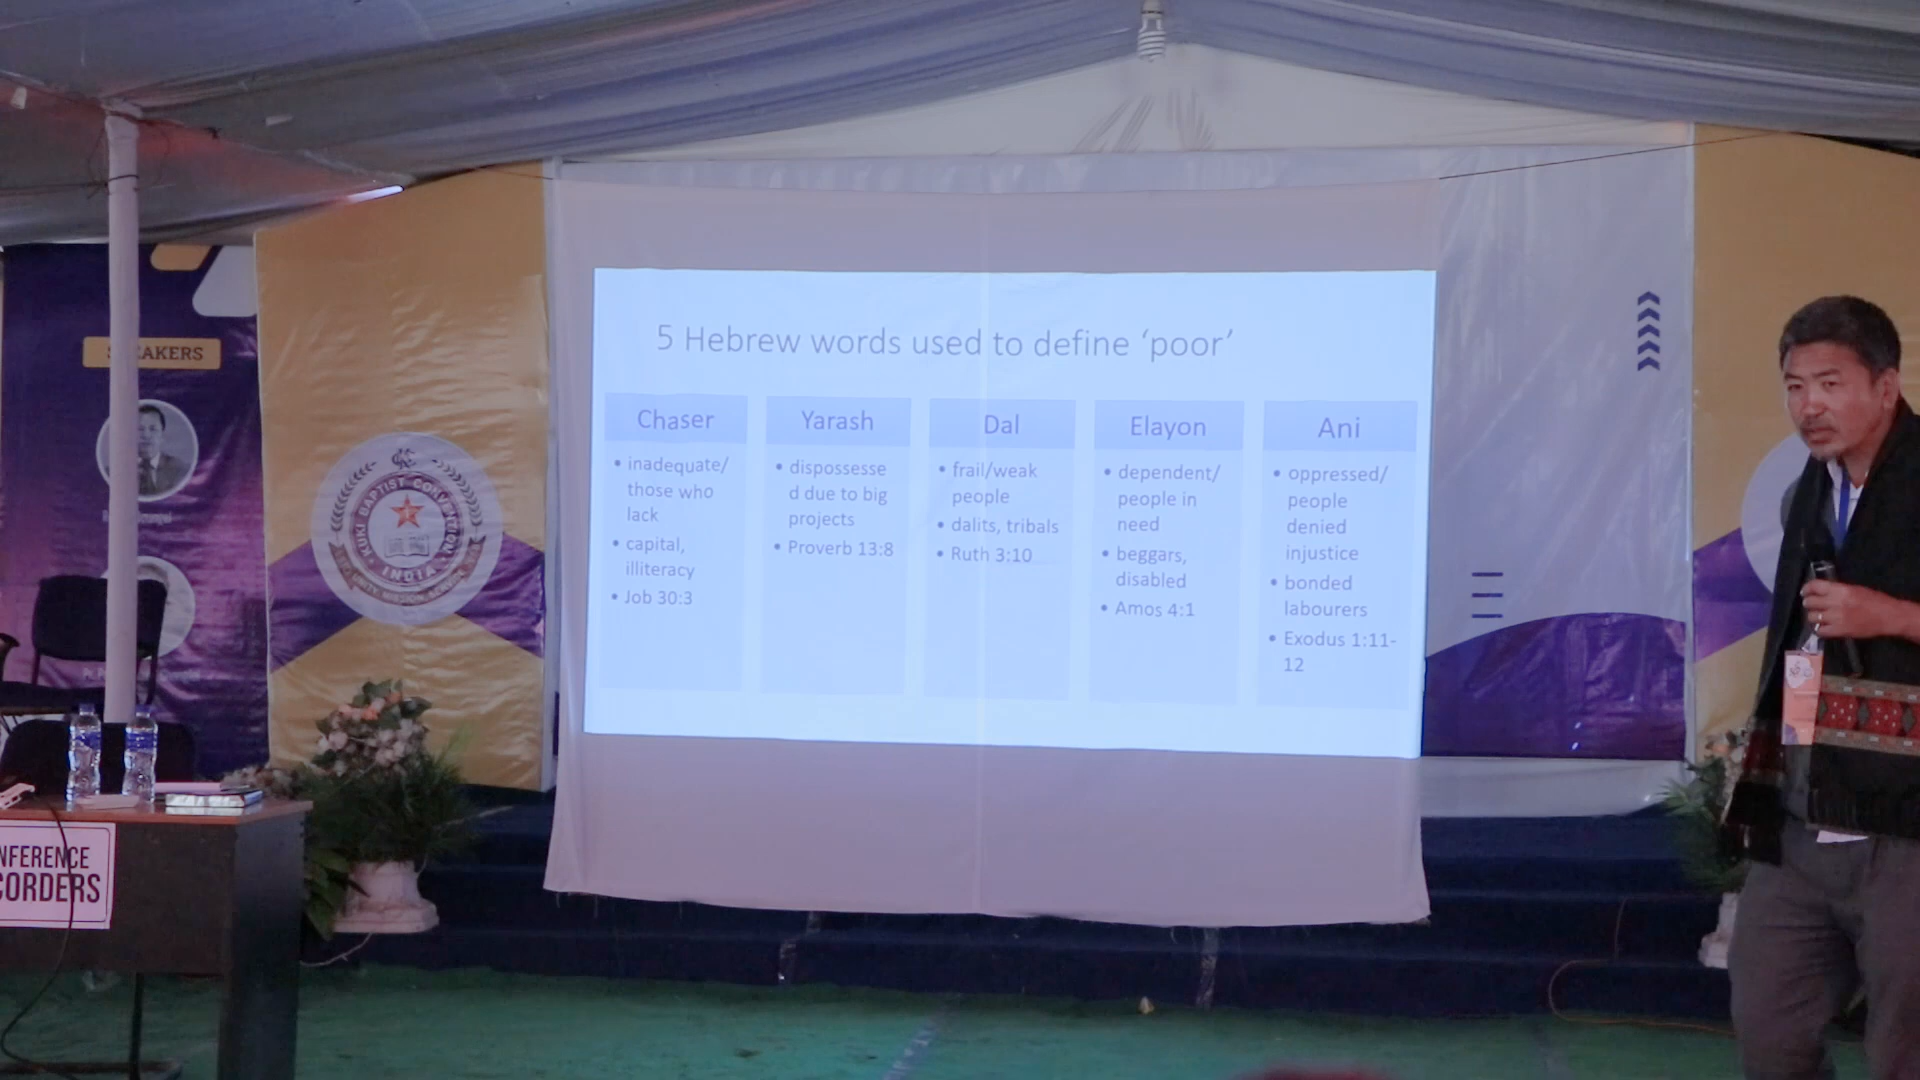 5 Hebrew words used to define ‘poor’
Chaser
• inadequate/
those who
lack
• capital,
illiteracy
• Job 30:3
Yarash
• dispossesse
d due to big
projects
• Proverb 13:8
Dal
• frail/weak
people
• dalits, tribals
• Ruth 3:10
Elayon
• dependent/
people in
need
• beggars,
disabled
• Amos 4:1
Ani
• oppressed/
people
denied
injustice
• bonded
labourers
• Exodus 1:11-
12
KUKI BAPTIST CONVENTION
INDIA
NFERENCE
CORDERS